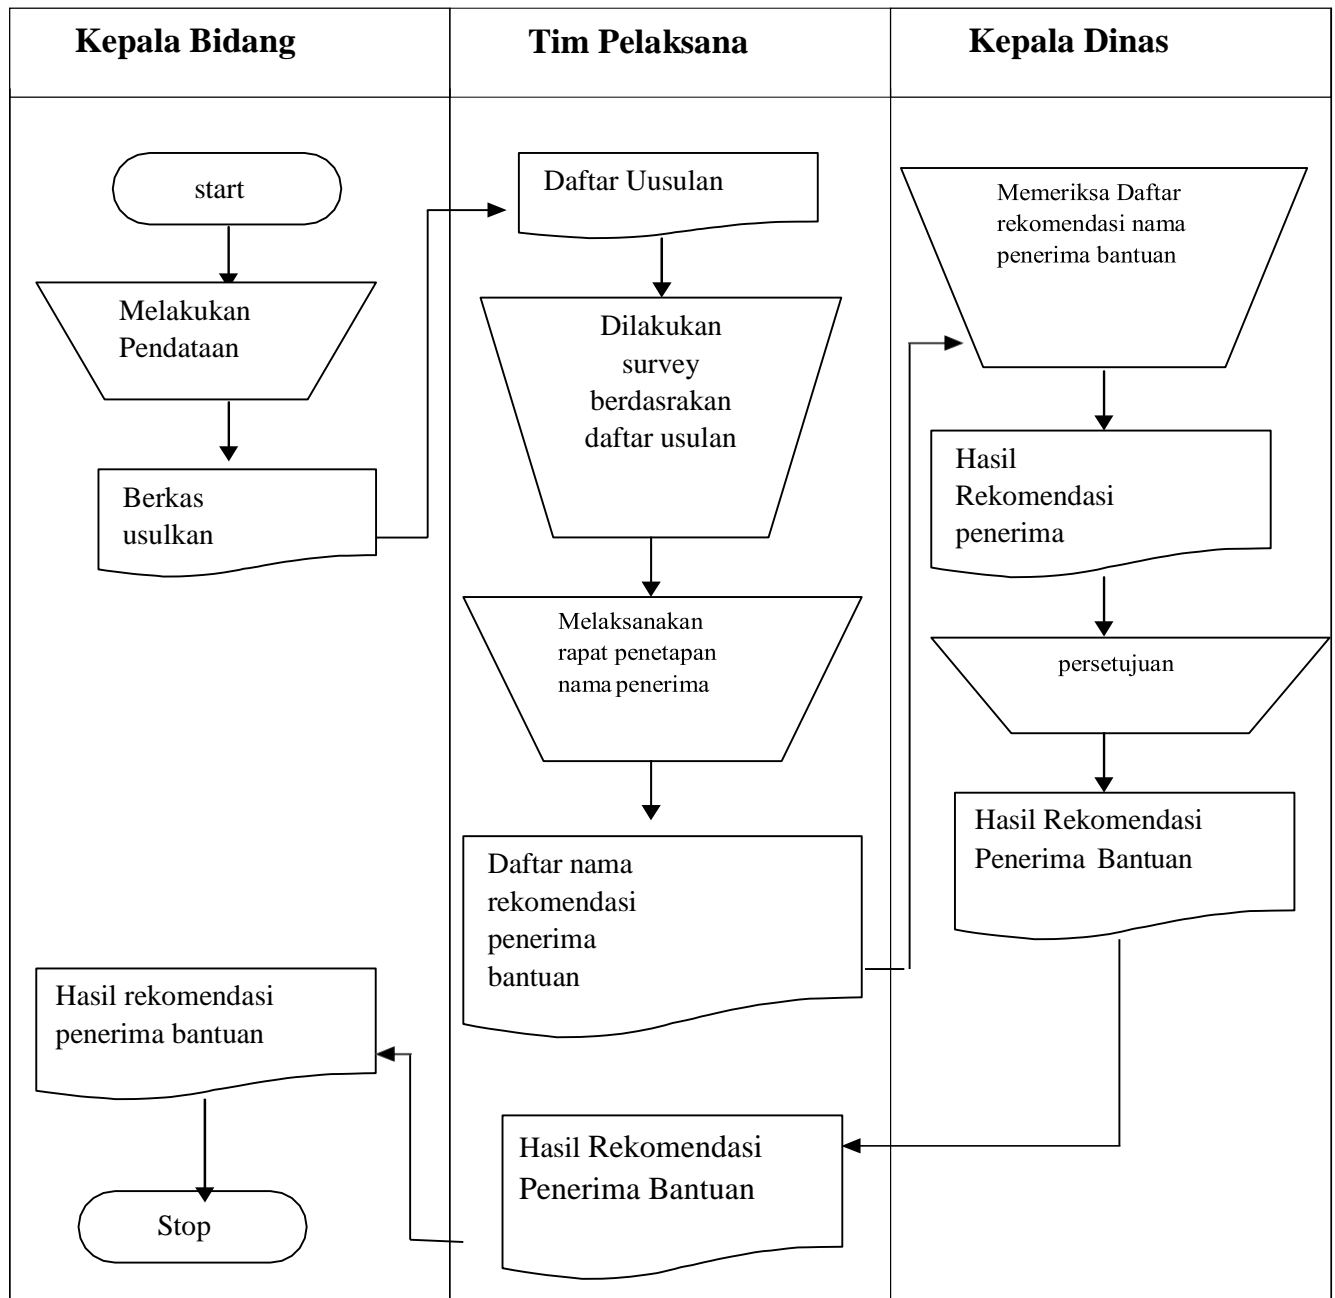 Kepala Bidang
Tim Pelaksana
Kepala Dinas
start
Melakukan
Pendataan
Berkas
usulkan
Daftar Uusulan
Dilakukan
survey
berdasrakan
daftar usulan
Melaksanakan
rapat penetapan
nama penerima
Daftar nama
rekomendasi
penerima
bantuan
Memeriksa Daftar
rekomendasi nama
penerima bantuan
Hasil
Rekomendasi
penerima
persetujuan
Hasil Rekomendasi
Penerima Bantuan
Hasil Rekomendasi
Penerima Bantuan
Hasil rekomendasi
penerima bantuan
Stop